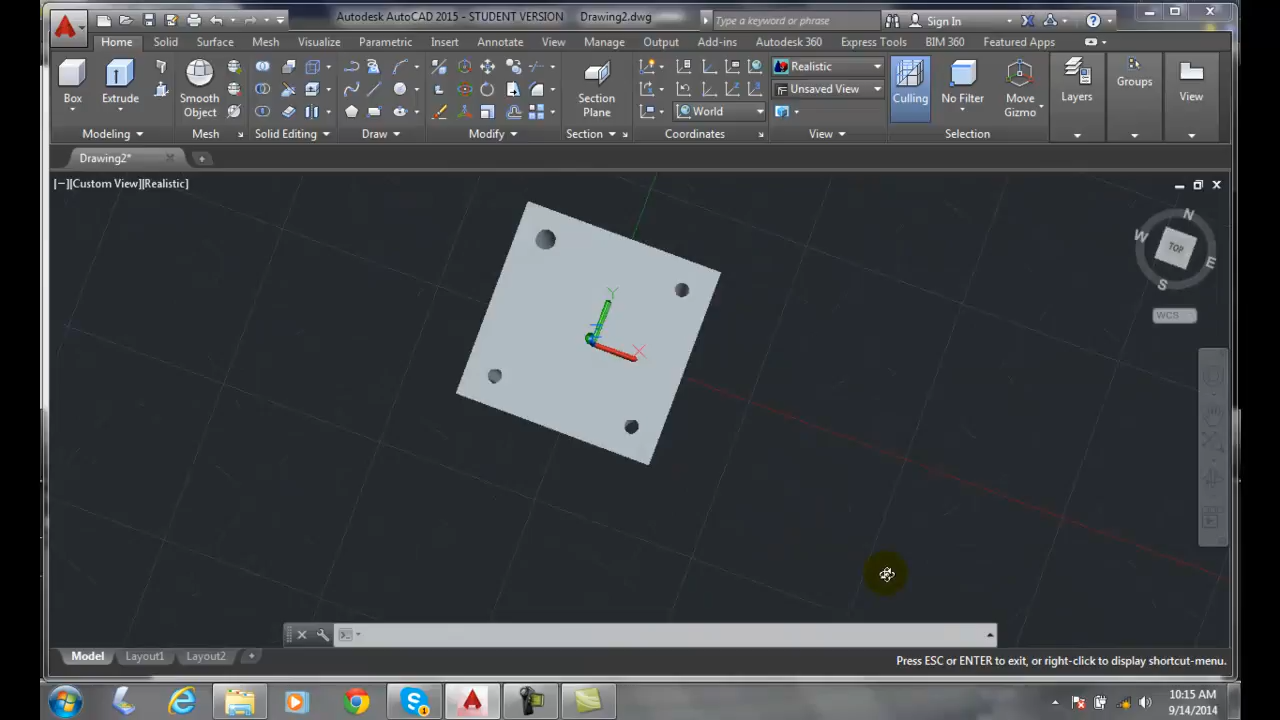 Autodesk AutoCAD 2015 - STUDENT VERSION Drawing2.dwg
Type a keyword or phrase
Sign In
Home Solid Surface Mesh Visualize Parametric Insert Annotate View Manage Output Add-ins Autodesk 360 Express Tools BIM 360 Featured Apps
Realistic
Unsaved View
World
Box Extrude Smooth Object Section Plane Culling No Filter Move Gizmo Layers Groups View
Modeling Mesh Solid Editing Draw Modify Section Coordinates View Selection
Drawing2*
[−][Custom View][Realistic]
N
W
TOP
E
S
WCS
Y
X
Model Layout1 Layout2
Press ESC or ENTER to exit, or right-click to display shortcut-menu.
10:15 AM
9/14/2014